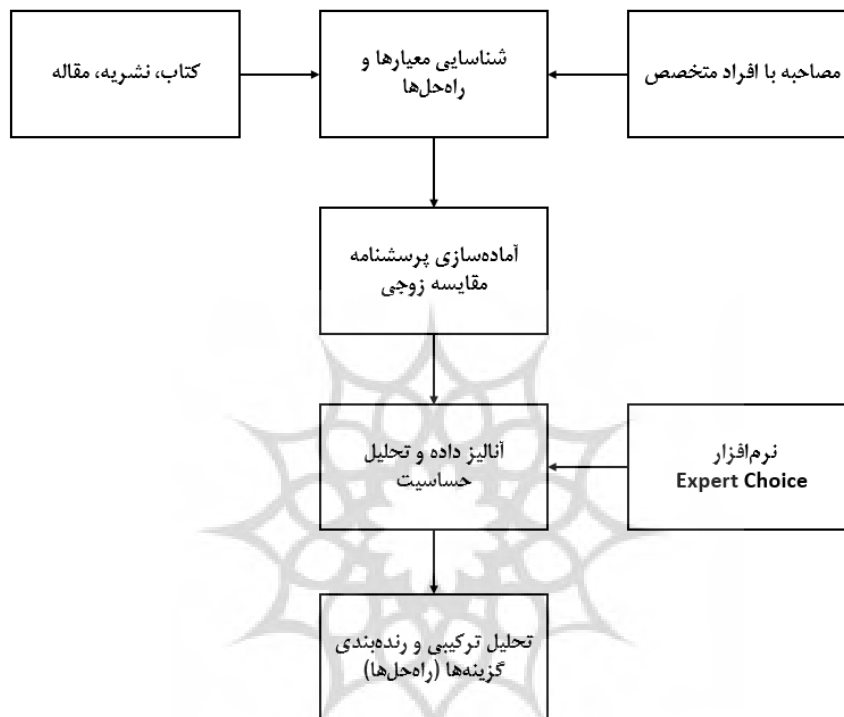 کتاب، نشریه، مقاله
شناسایی معیارها و
راه‌حل‌ها
مصاحبه با افراد متخصص
آماده‌سازی پرسشنامه
مقایسه زوجی
آنالیز داده و تحلیل
حساسیت
نرم‌افزار
Expert Choice
تحلیل ترکیبی و رنده‌بندی
گزینه‌ها (راه‌حل‌ها)